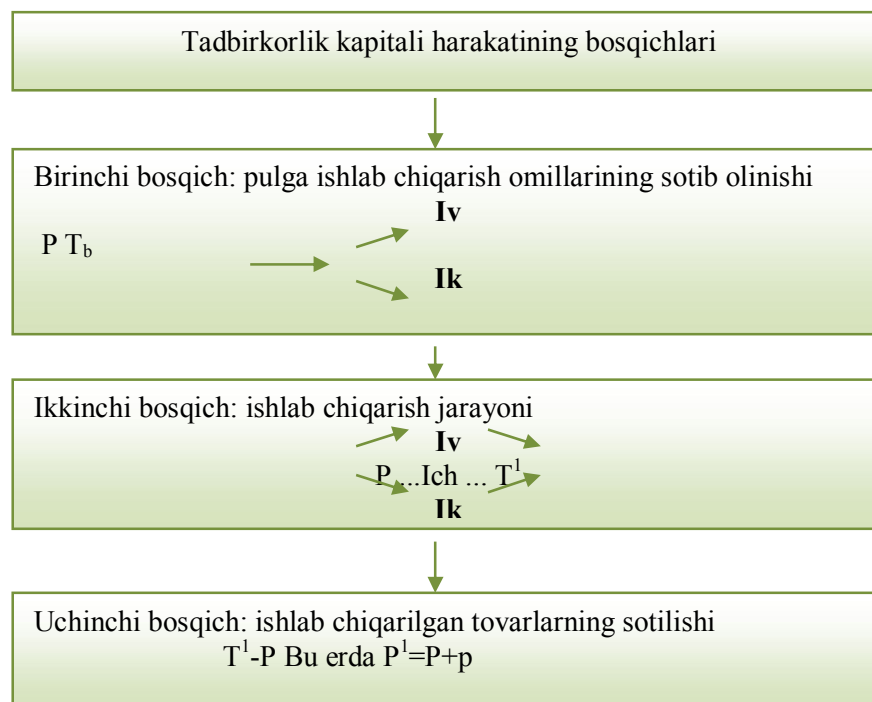 Tadbirkorlik kapitali harakatining bosqichlari
Birinchi bosqich: pulga ishlab chiqarish omillarining sotib olinishi
Iv
P T_b
Ik
Ikkinchi bosqich: ishlab chiqarish jarayoni
Iv
P ...Ich ... T¹
Ik
Uchinchi bosqich: ishlab chiqarilgan tovarlarning sotilishi
T¹-P Bu erda P¹=P+p